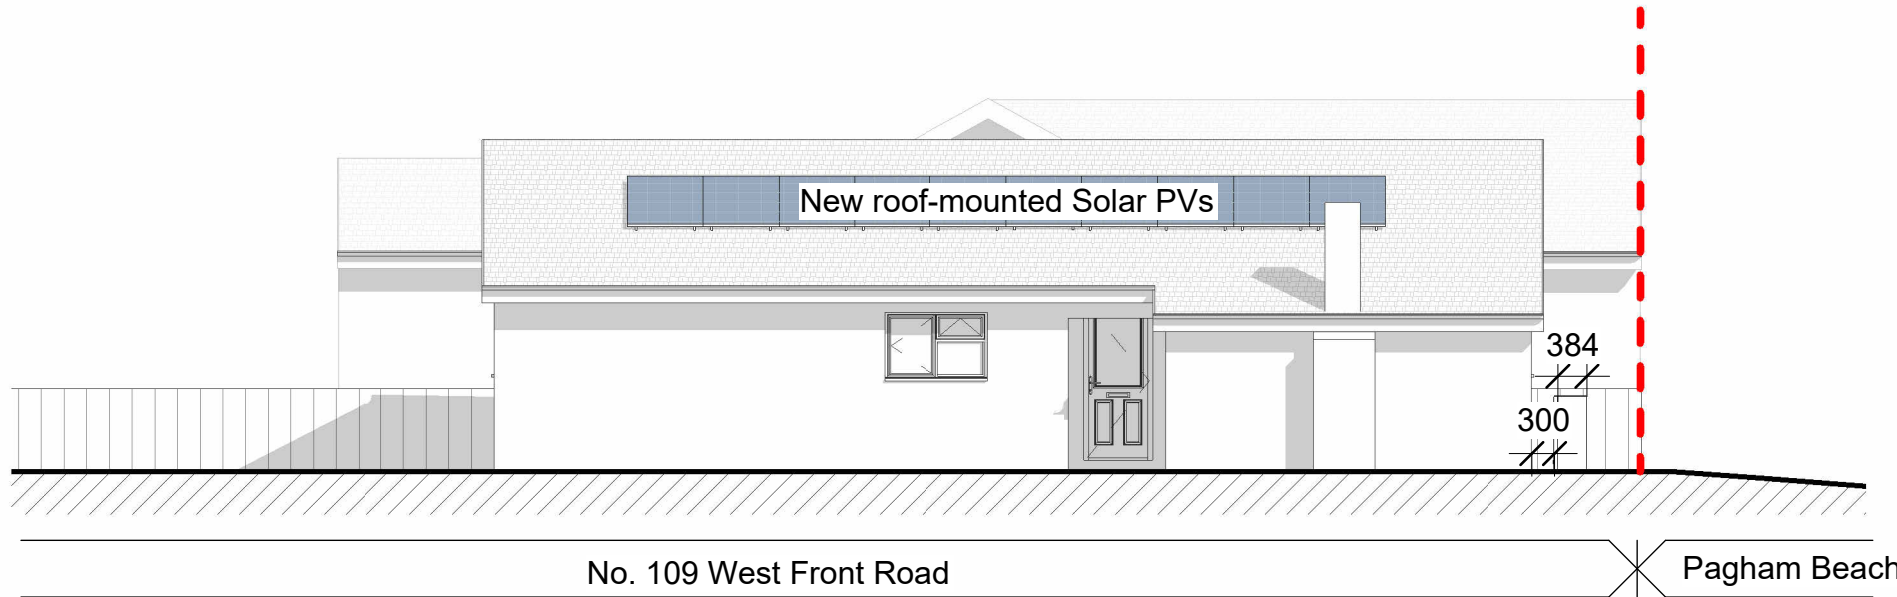 New roof-mounted Solar PVs
384
300
No. 109 West Front Road
Pagham Beach